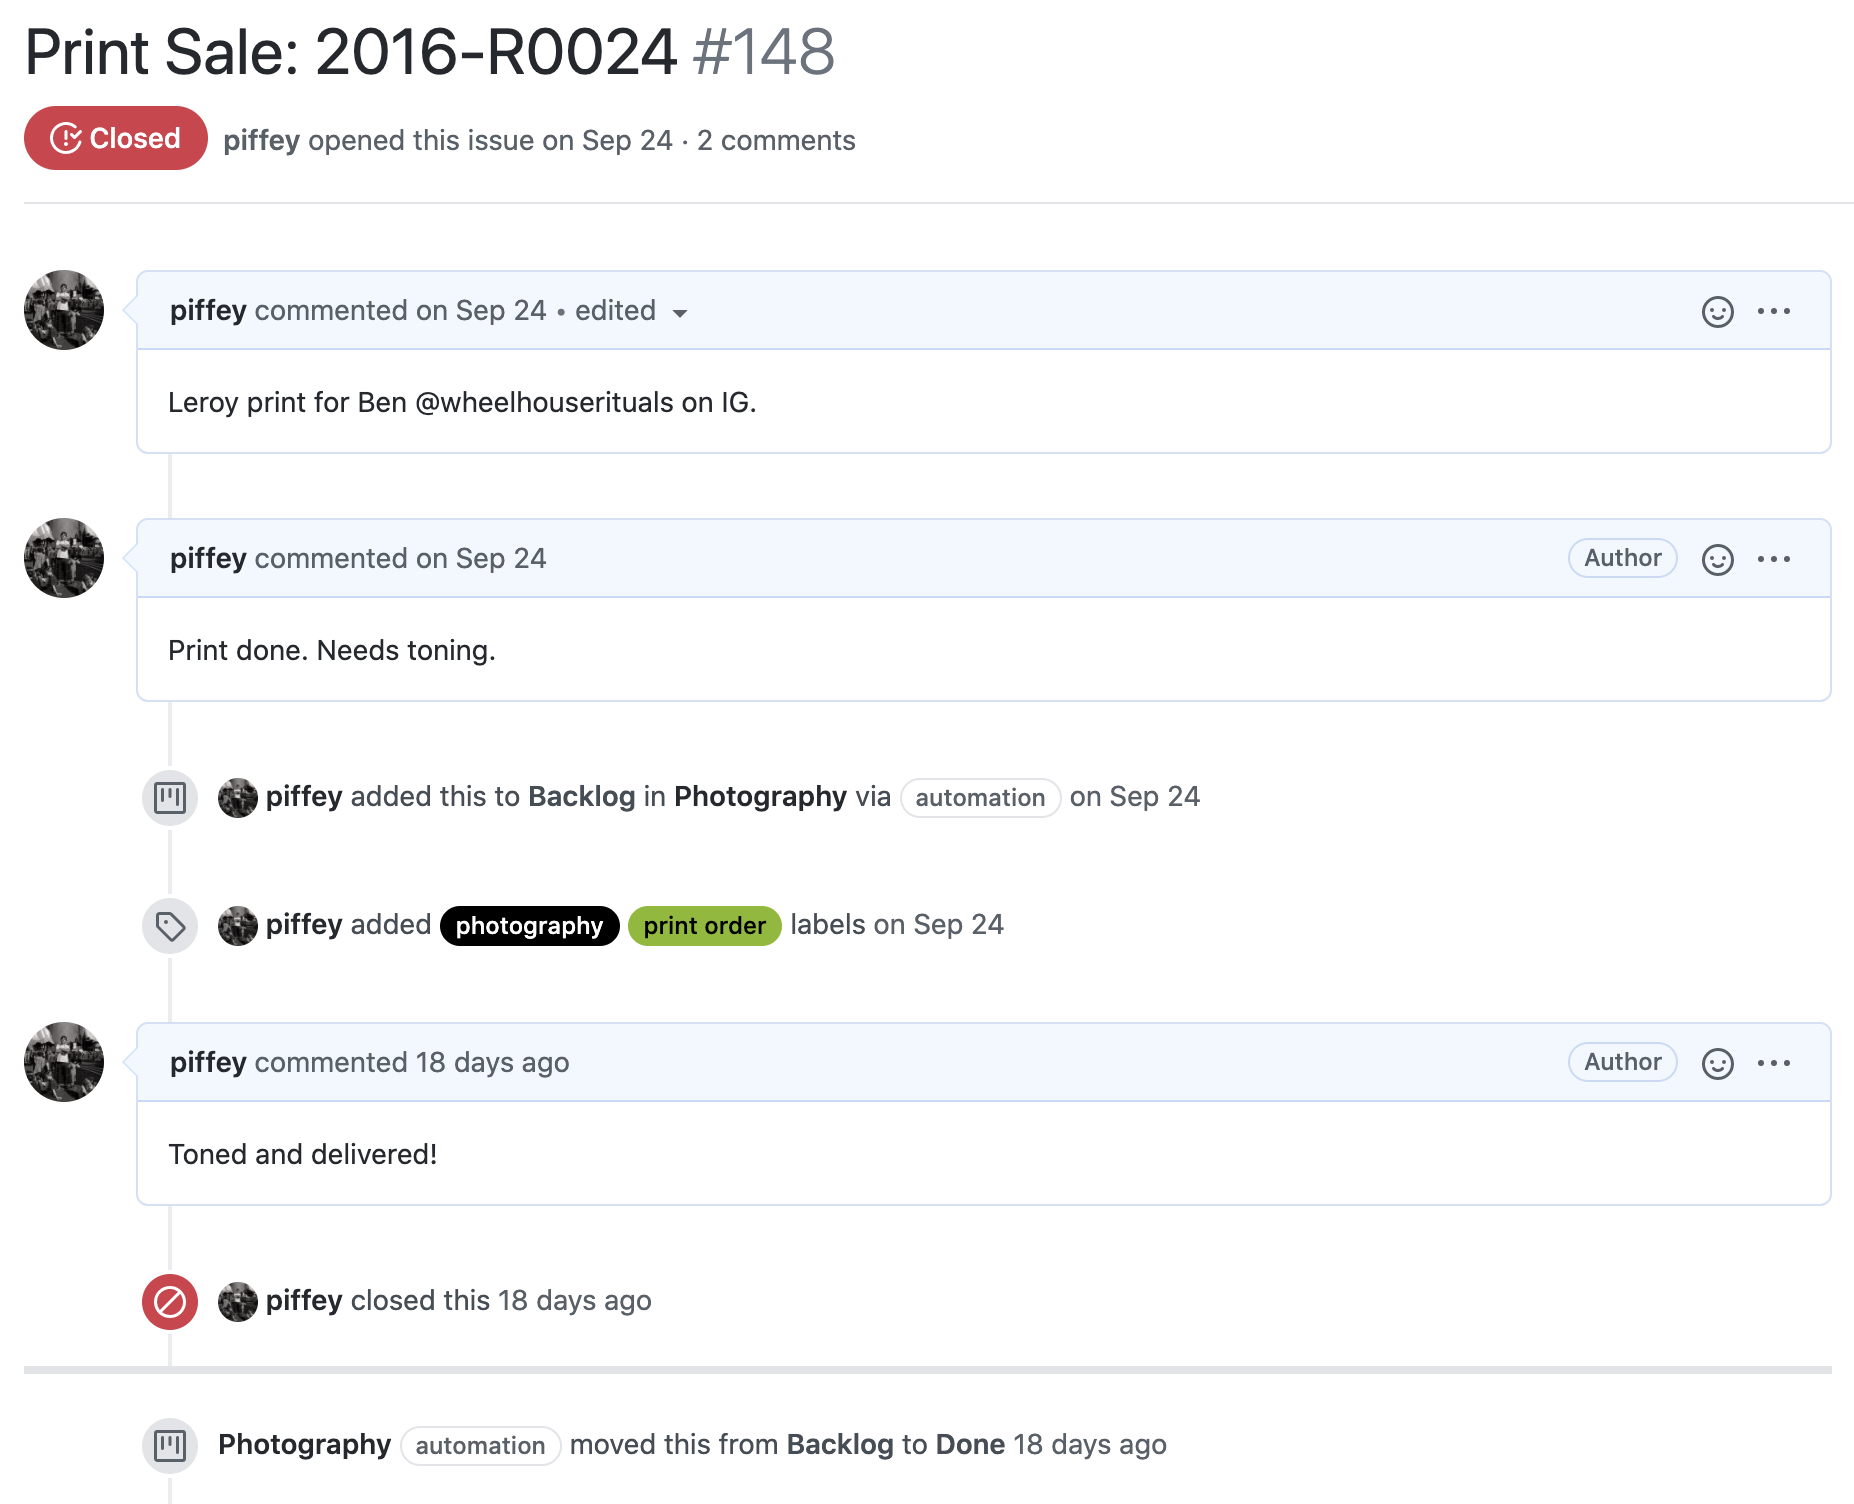 Print Sale: 2016-R0024 #148
Closed piffey opened this issue on Sep 24 · 2 comments
piffey commented on Sep 24 • edited
Leroy print for Ben @wheelhouserituals on IG.
piffey commented on Sep 24 Author
Print done. Needs toning.
piffey added this to Backlog in Photography via automation on Sep 24
piffey added photography print order labels on Sep 24
piffey commented 18 days ago Author
Toned and delivered!
piffey closed this 18 days ago
Photography automation moved this from Backlog to Done 18 days ago